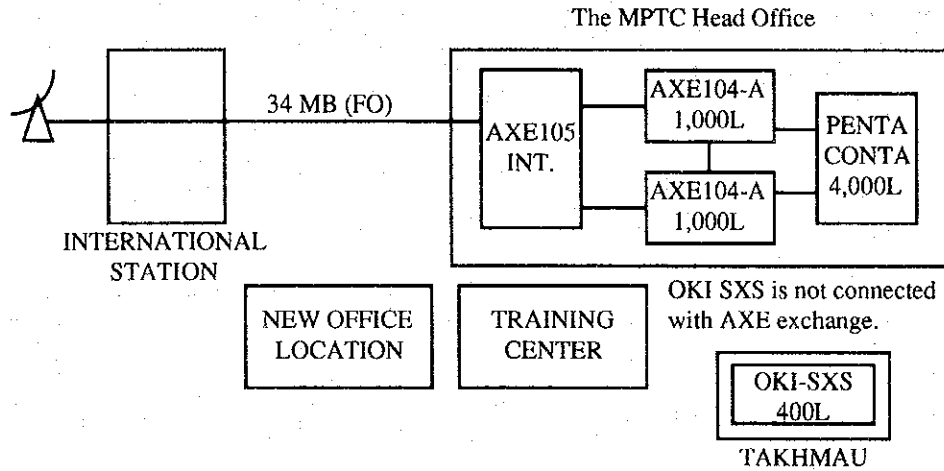 The MPTC Head Office
34 MB (FO)
AXE105
INT.
AXE104-A
1,000L
AXE104-A
1,000L
PENTA
CONTA
4,000L
INTERNATIONAL
STATION
NEW OFFICE
LOCATION
TRAINING
CENTER
OKI SXS is not connected
with AXE exchange.
OKI-SXS
400L
TAKHMAU